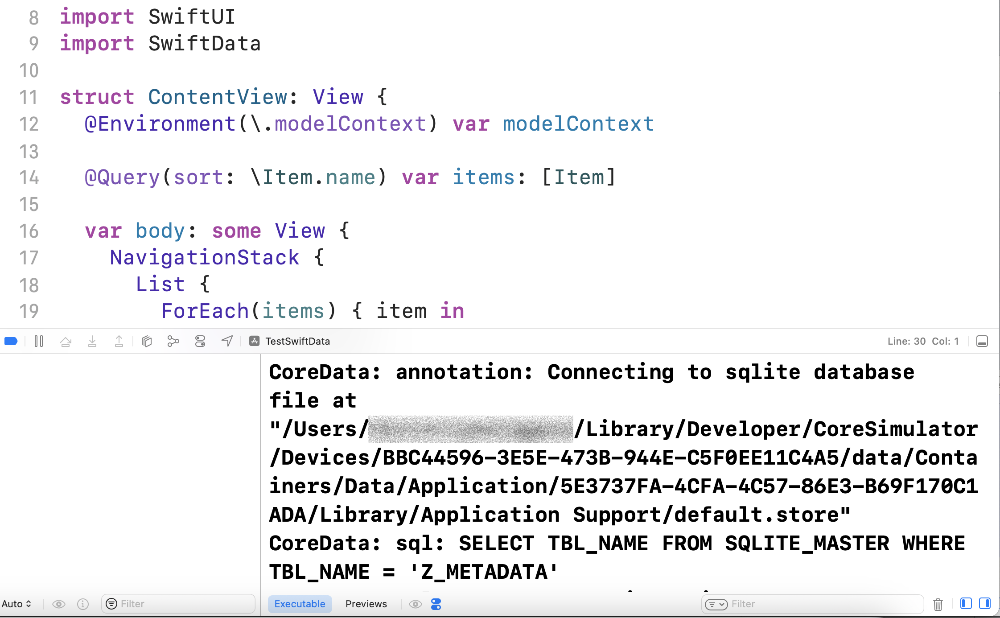 8 import SwiftUI
9 import SwiftData
10
11 struct ContentView: View {
12 @Environment(\.modelContext) var modelContext
13
14 @Query(sort: \Item.name) var items: [Item]
15
16 var body: some View {
17 NavigationStack {
18 List {
19 ForEach(items) { item in
TestSwiftData Line: 30 Col: 1
CoreData: annotation: Connecting to sqlite database
file at
"/Users/ /Library/Developer/CoreSimulator
/Devices/BBC44596-3E5E-473B-944E-C5F0EE11C4A5/data/Conta
iners/Data/Application/5E3737FA-4CFA-4C57-86E3-B69F170C1
ADA/Library/Application Support/default.store"
CoreData: sql: SELECT TBL_NAME FROM SQLITE_MASTER WHERE
TBL_NAME = 'Z_METADATA'
Auto Filter Executable Previews Filter